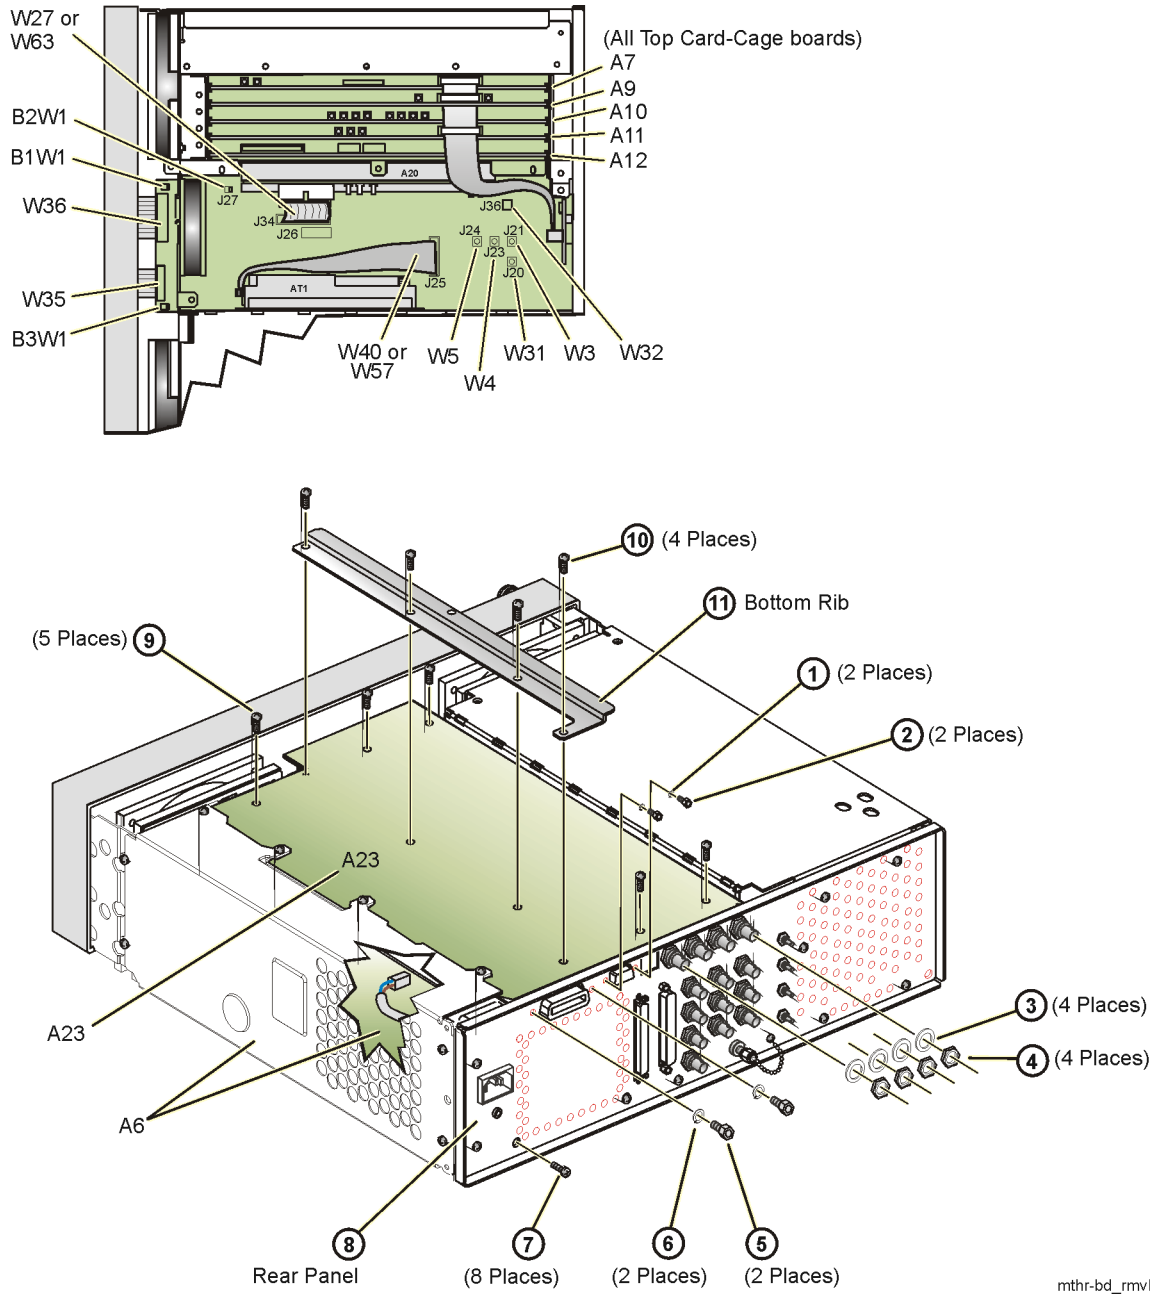 W27 or
W63
(All Top Card-Cage boards)
A7
A9
A10
A11
A12
B2W1
B1W1
W36
W35
B3W1
A20
J27
J34
J26
J36
J24
J21
J23
J20
J25
AT1
W40 or
W57
W5
W4
W31
W3
W32
10 (4 Places)
11 Bottom Rib
(5 Places) 9
1 (2 Places)
2 (2 Places)
A23
A23
3 (4 Places)
4 (4 Places)
A6
8
Rear Panel
7
(8 Places)
6
(2 Places)
5
(2 Places)